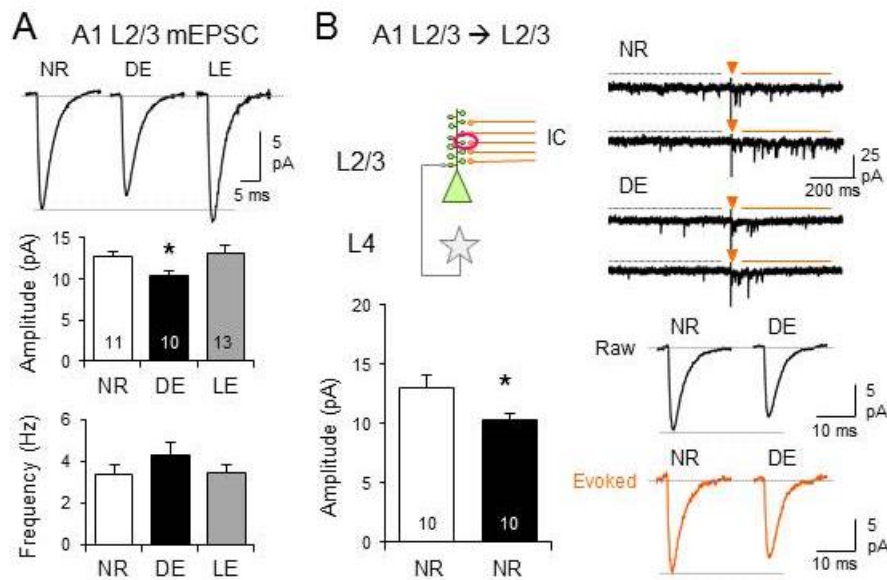 A A1 L2/3 mEPSC
NR DE LE
5
pA
5 ms
Amplitude (pA)
15
10
5
0
*
11 10 13
NR DE LE
Frequency (Hz)
6
4
2
0
NR DE LE
B A1 L2/3 → L2/3
L2/3
IC
L4
Amplitude (pA)
20
15
10
5
0
*
10 10
NR NR
NR
25
pA
200 ms
DE
NR DE
Raw
5
pA
10 ms
NR DE
Evoked
5
pA
10 ms